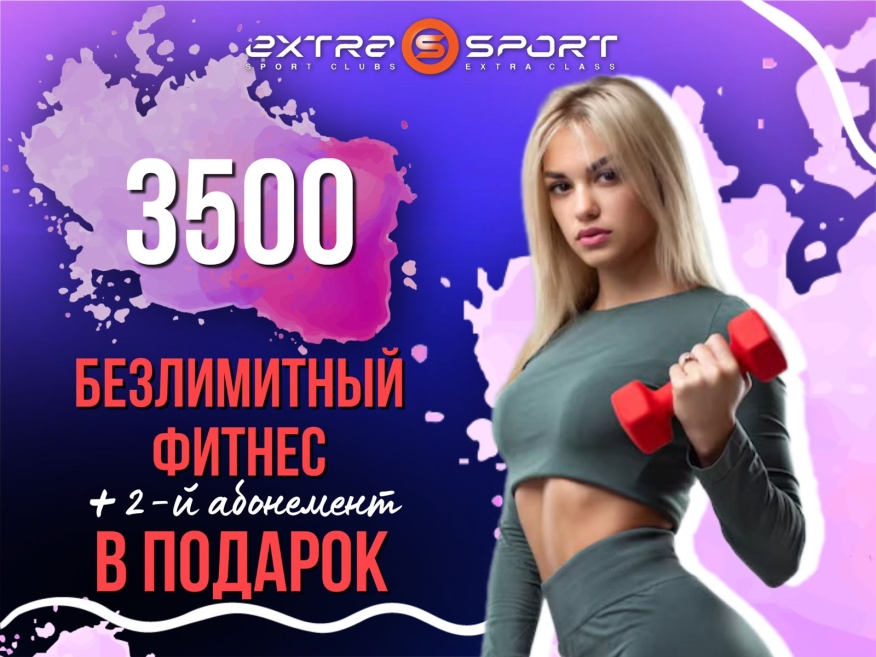 EXTRA S SPORT
SPORT CLUBS EXTRA CLASS
3500
БЕЗЛИМИТНЫЙ
ФИТНЕС
+ 2-й абонемент
В ПОДАРОК